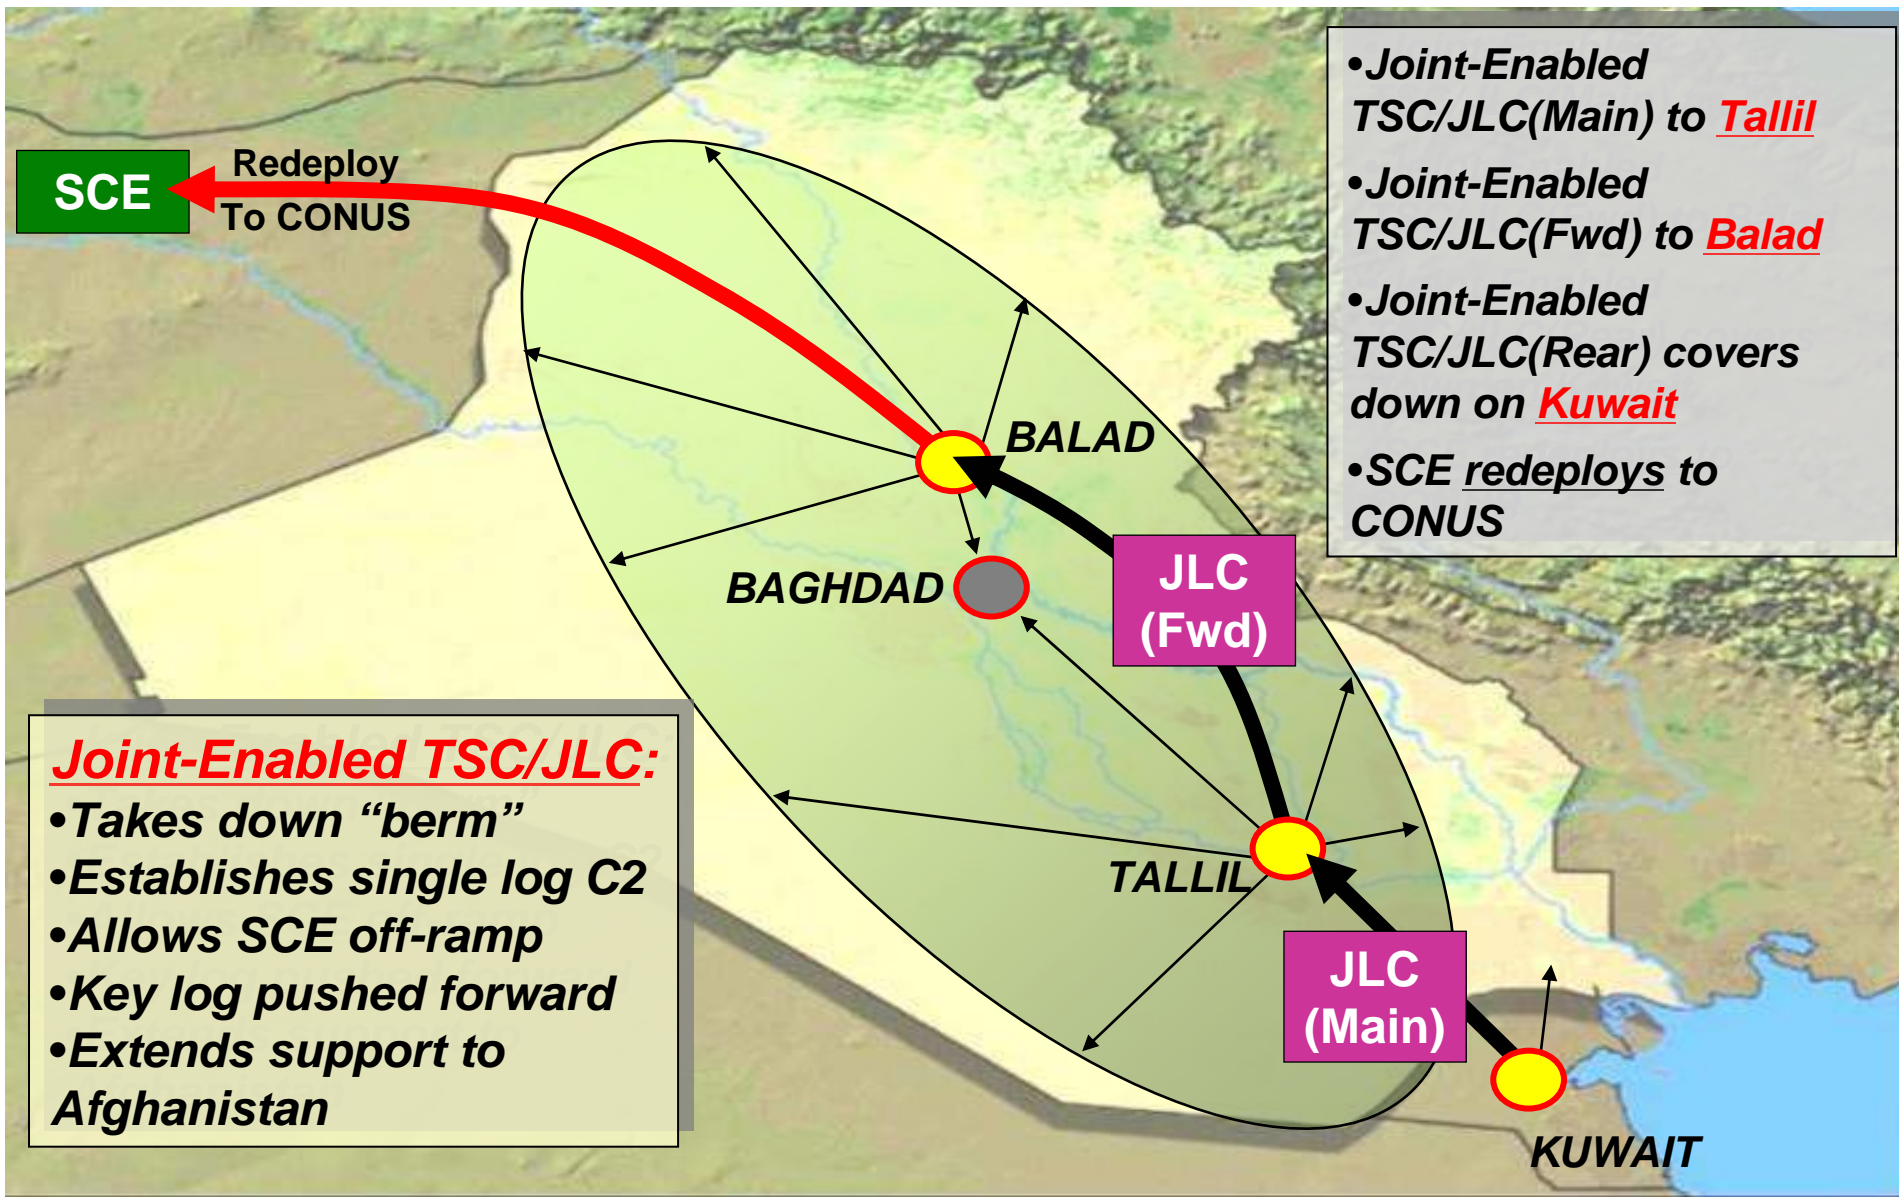 •Joint-Enabled
TSC/JLC(Main) to Tallil
•Joint-Enabled
TSC/JLC(Fwd) to Balad
•Joint-Enabled
TSC/JLC(Rear) covers
down on Kuwait
•SCE redeploys to
CONUS
SCE
Redeploy
To CONUS
BALAD
BAGHDAD
JLC
(Fwd)
TALLIL
JLC
(Main)
KUWAIT
Joint-Enabled TSC/JLC:
•Takes down “berm”
•Establishes single log C2
•Allows SCE off-ramp
•Key log pushed forward
•Extends support to
Afghanistan